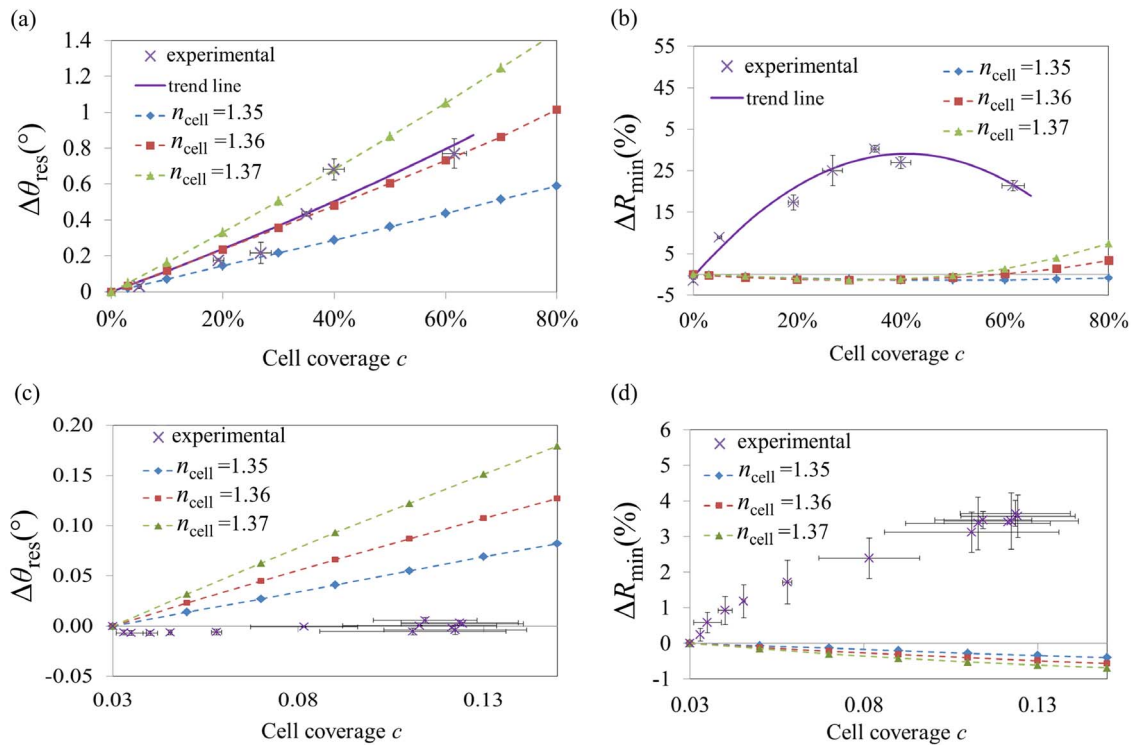 (a)
1.4
1.2
1
0.8
0.6
0.4
0.2
0
Δθres(°)
experimental
trend line
ncell =1.35
ncell =1.36
ncell =1.37
0% 20% 40% 60% 80%
Cell coverage c
(b)
55
45
35
25
15
5
-5
ΔRmin(%)
experimental
trend line
ncell =1.35
ncell =1.36
ncell =1.37
0% 20% 40% 60% 80%
Cell coverage c
(c)
0.20
0.15
0.10
0.05
0.00
-0.05
Δθres(°)
experimental
ncell =1.35
ncell =1.36
ncell =1.37
0.03 0.08 0.13
Cell coverage c
(d)
6
5
4
3
2
1
0
-1
ΔRmin(%)
experimental
ncell =1.35
ncell =1.36
ncell =1.37
0.03 0.08 0.13
Cell coverage c